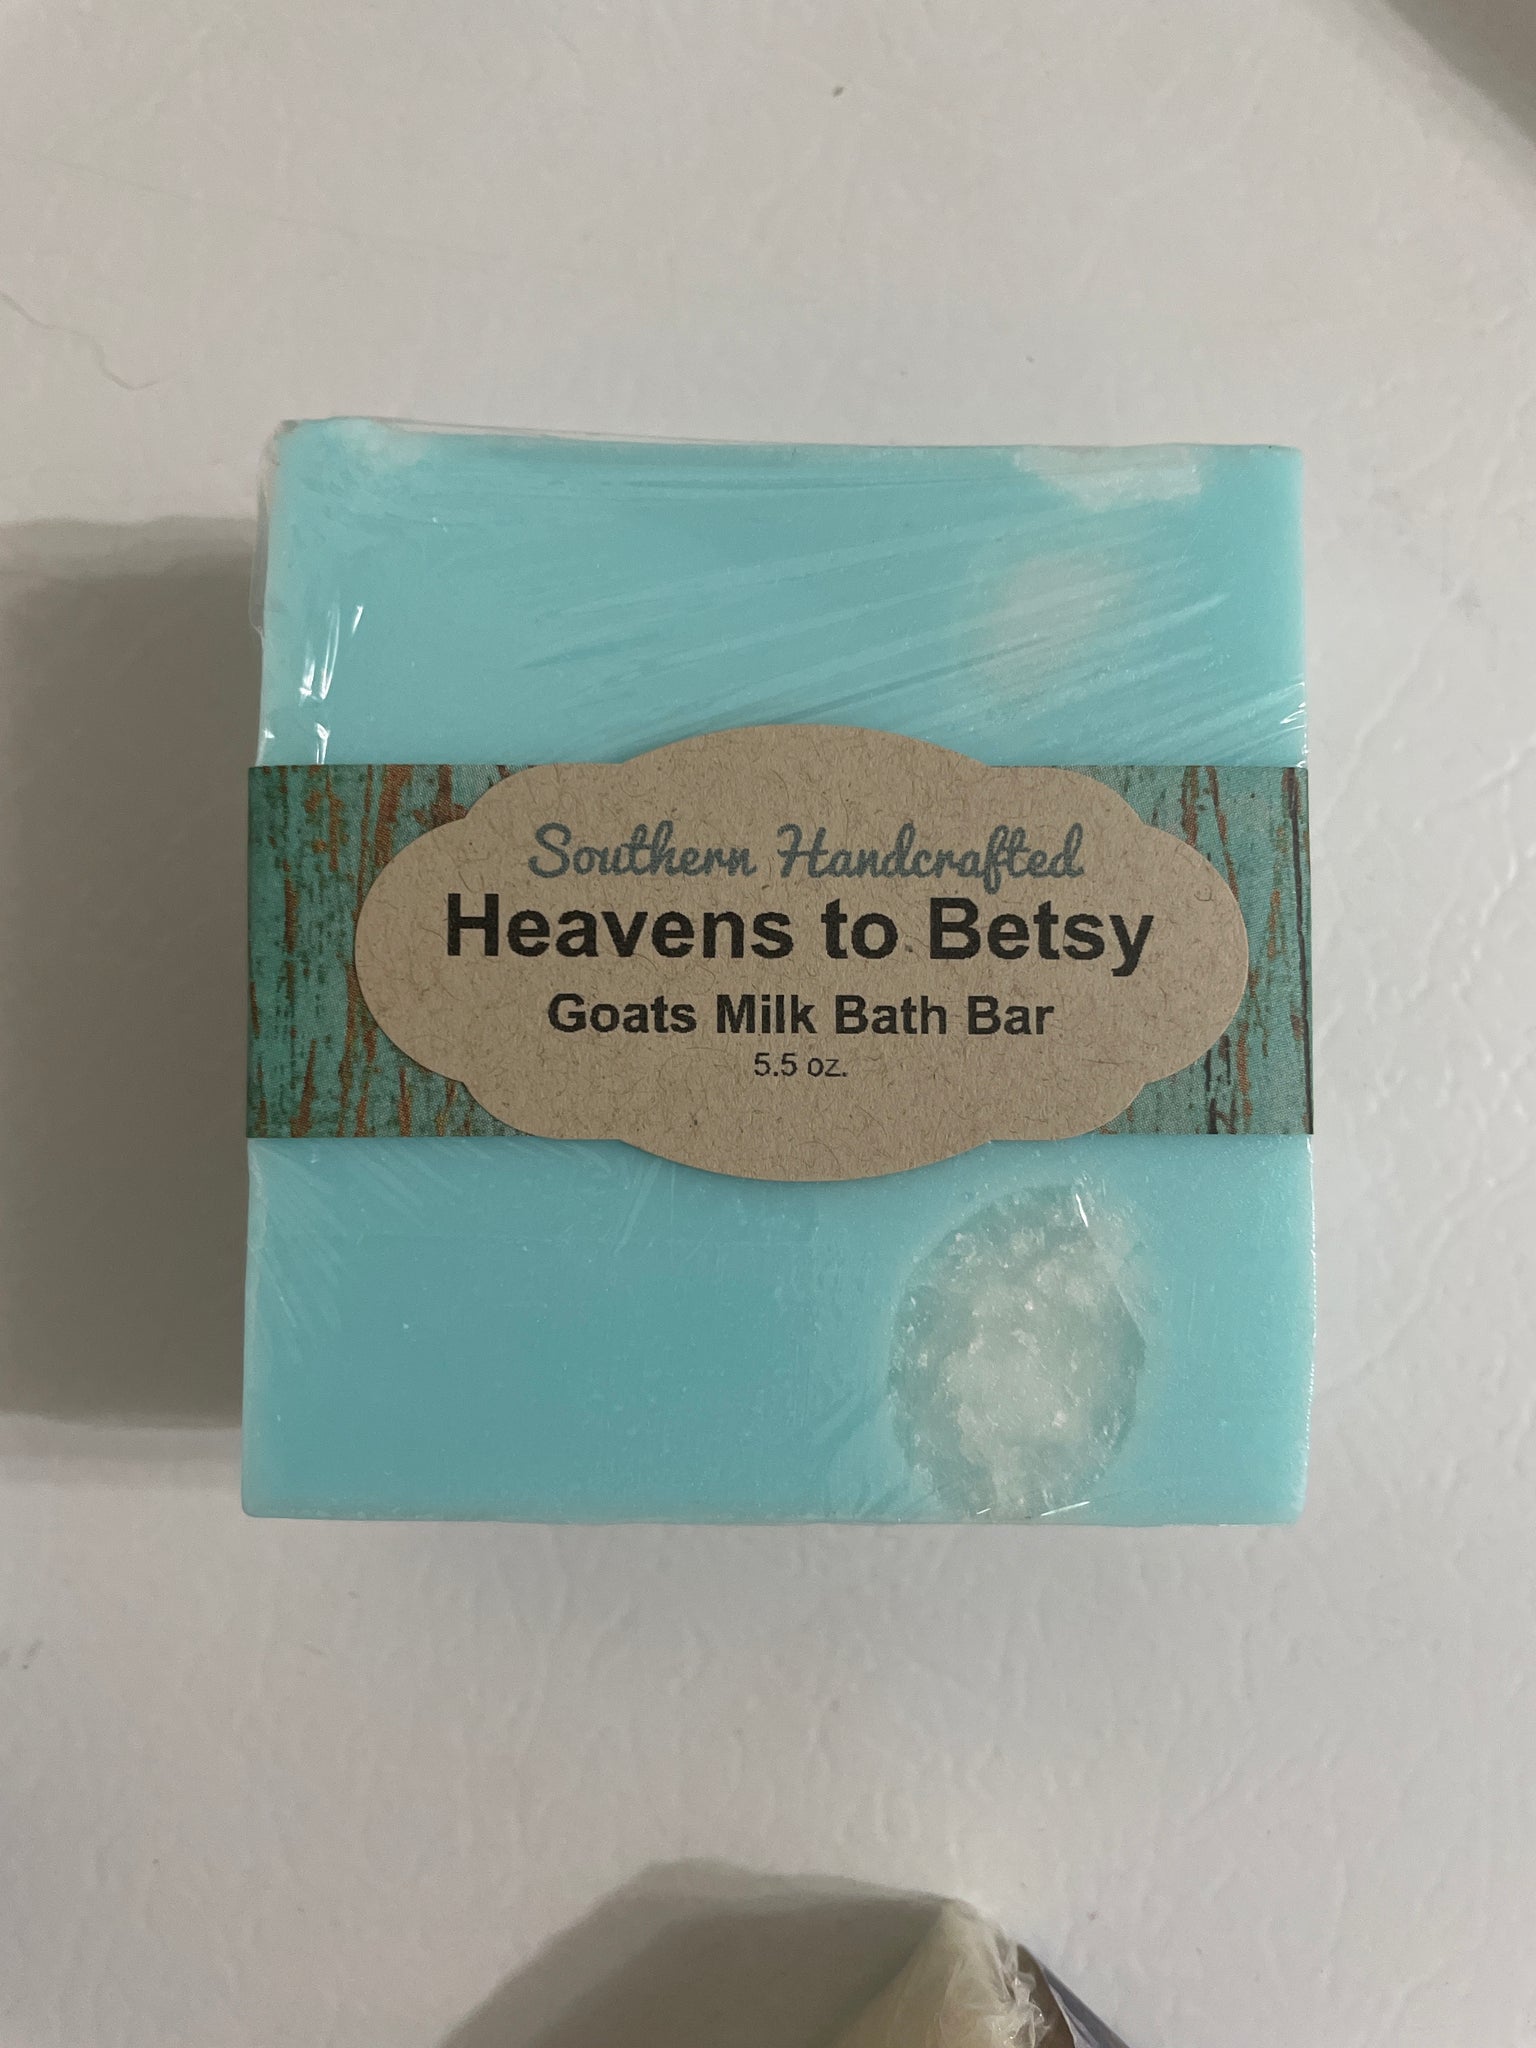 Southern Handcrafted
Heavens to Betsy
Goats Milk Bath Bar
5.5 oz.